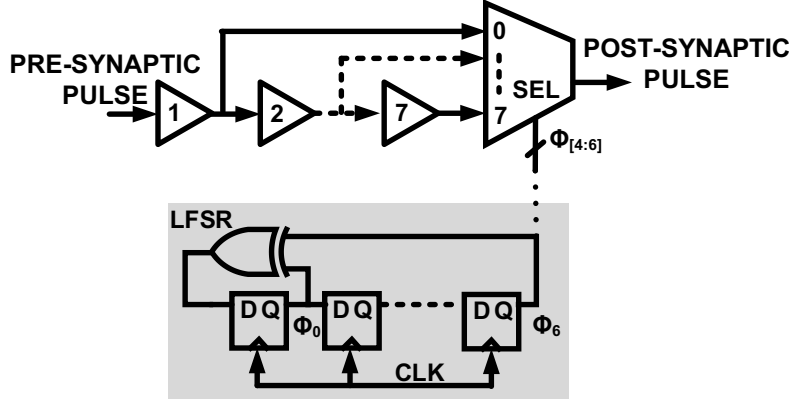 PRE-SYNAPTIC
PULSE
1
2
7
0
SEL
7
POST-SYNAPTIC
PULSE
Φ[4:6]
LFSR
D Q
Φ0
D Q
D Q
Φ6
CLK